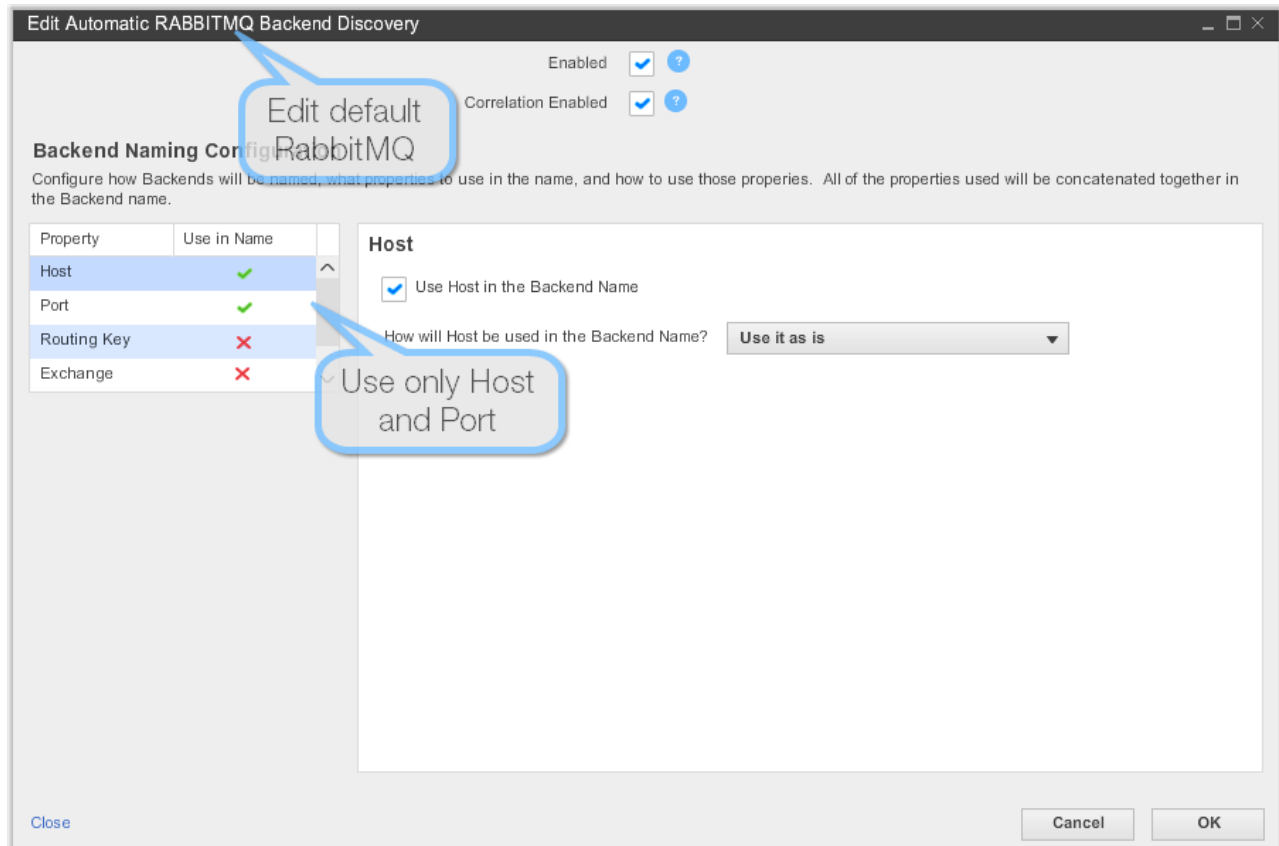 Edit Automatic RABBITMQ Backend Discovery
Enabled
?
Correlation Enabled
?
Edit default
RabbitMQ
Backend Naming Configuration
Configure how Backends will be named, what properties to use in the name, and how to use those properies. All of the properties used will be concatenated together in
the Backend name.
Property Use in Name
Host
Port
Routing Key
Exchange
Host
Use Host in the Backend Name
How will Host be used in the Backend Name? Use it as is
Use only Host
and Port
Close
Cancel
OK